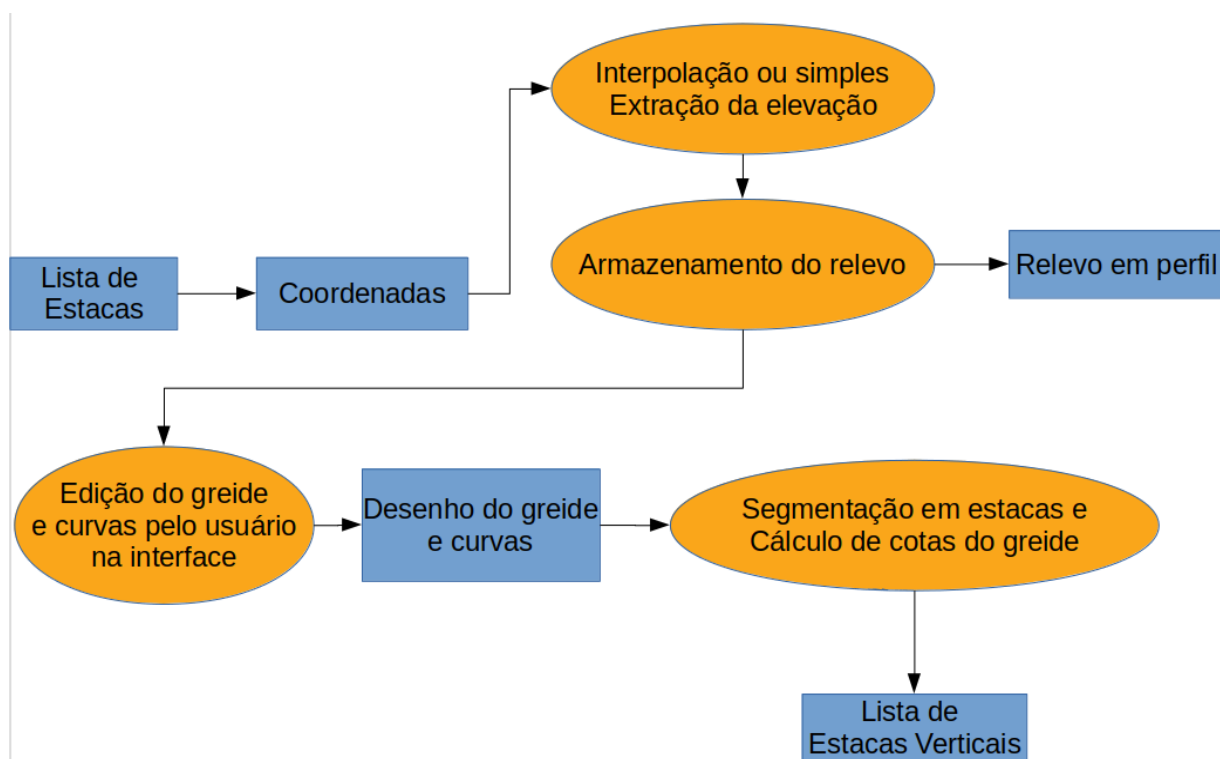 Interpolação ou simples
Extração da elevação
Armazenamento do relevo
Relevo em perfil
Lista de
Estacas
Coordenadas
Edição do greide
e curvas pelo usuário
na interface
Desenho do greide
e curvas
Segmentação em estacas e
Cálculo de cotas do greide
Lista de
Estacas Verticais